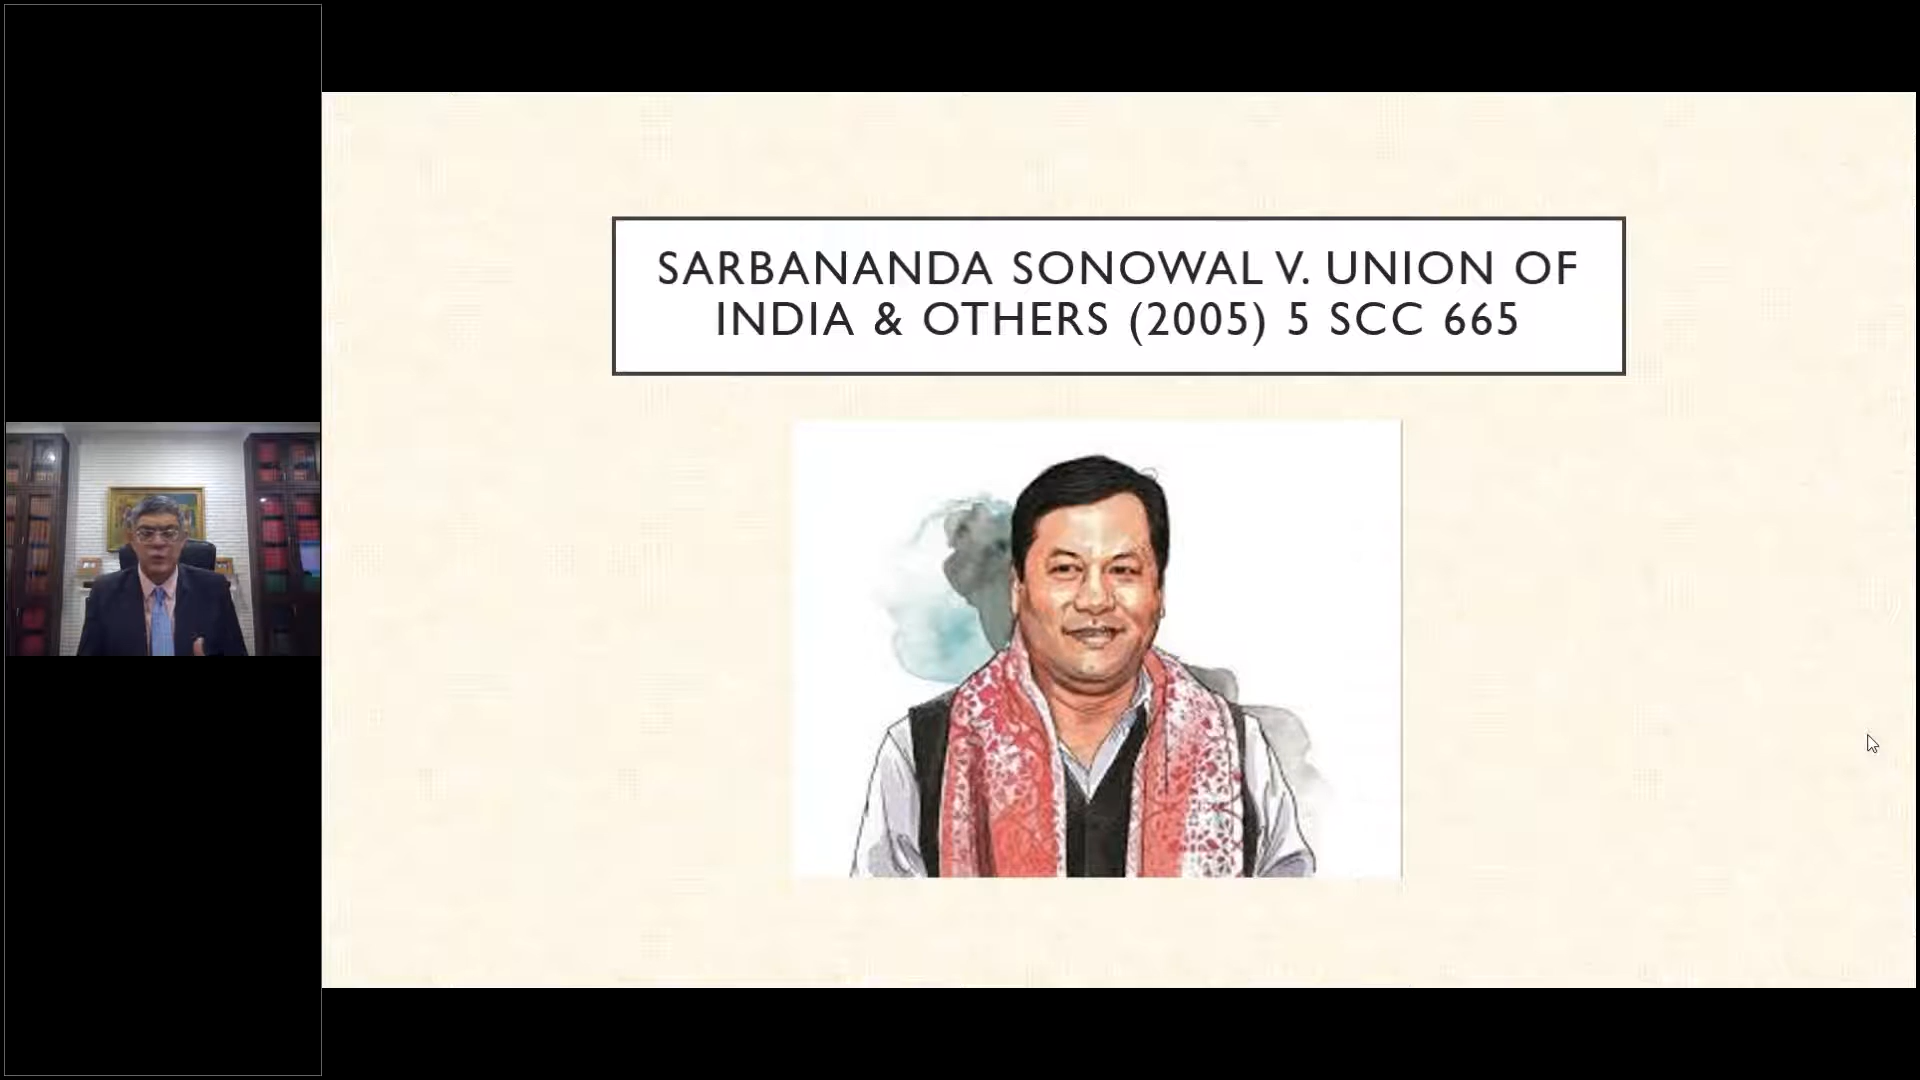 SARBANANDA SONOWAL V. UNION OF
INDIA & OTHERS (2005) 5 SCC 665